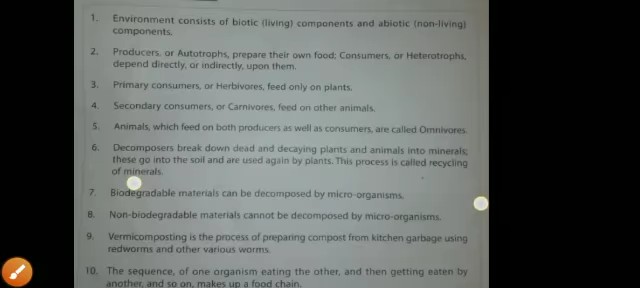 1. Environment consists of biotic (living) components and abiotic (non-living)
components.
2. Producers, or Autotrophs, prepare their own food; Consumers, or Heterotrophs,
depend directly, or indirectly, upon them.
3. Primary consumers, or Herbivores, feed only on plants.
4. Secondary consumers, or Carnivores, feed on other animals.
5. Animals, which feed on both producers as well as consumers, are called Omnivores.
6. Decomposers break down dead and decaying plants and animals into minerals;
these go into the soil and are used again by plants. This process is called recycling
of minerals.
7. Biodegradable materials can be decomposed by micro-organisms.
8. Non-biodegradable materials cannot be decomposed by micro-organisms.
9. Vermicomposting is the process of preparing compost from kitchen garbage using
redworms and other various worms.
10. The sequence, of one organism eating the other, and then getting eaten by
another, and so on, makes up a food chain.